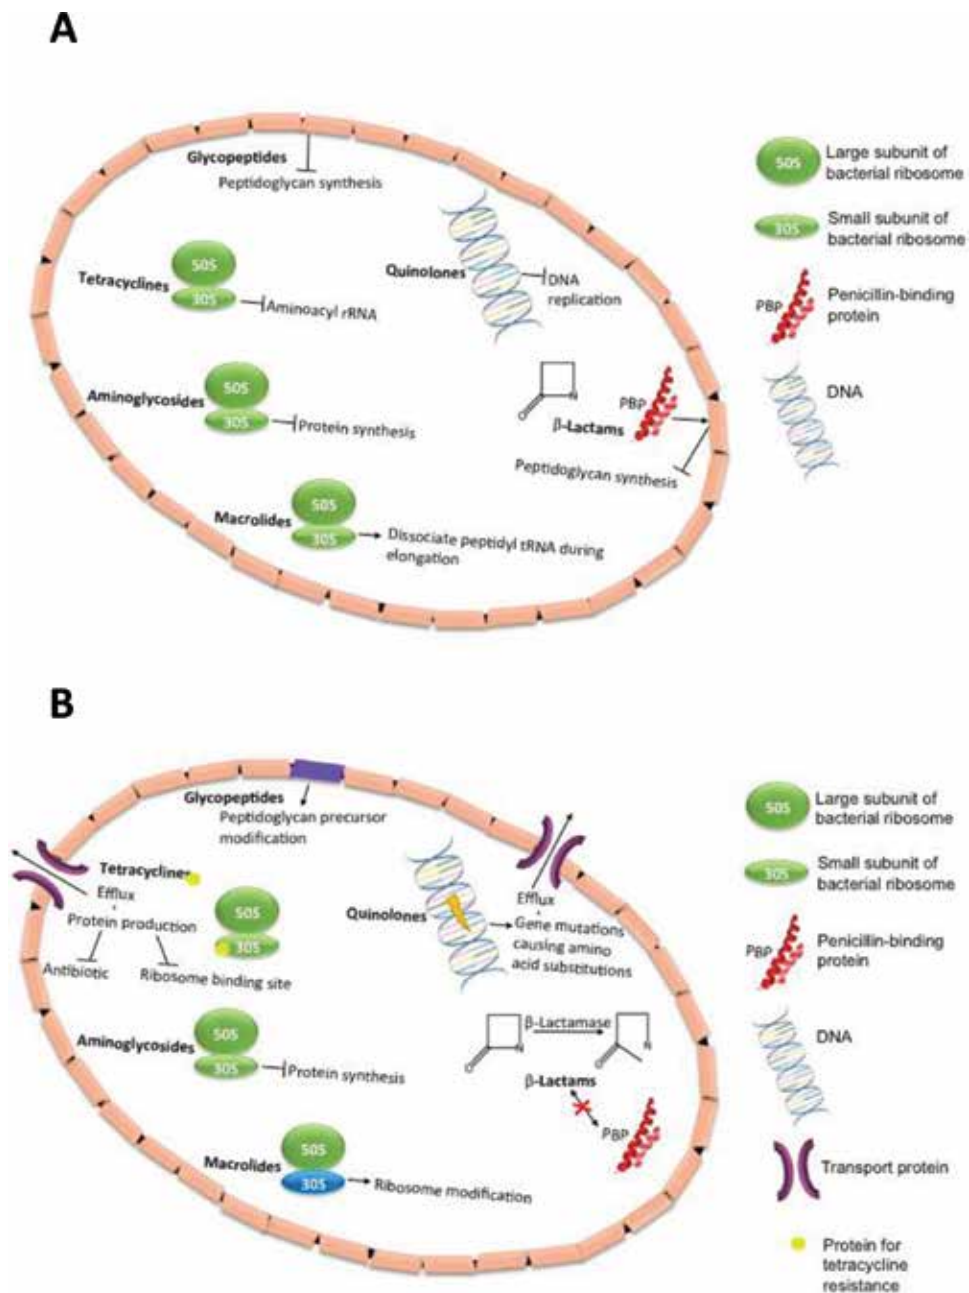 A
Glycopeptides
Peptidoglycan synthesis
50S
Large subunit of
bacterial ribosome
30S
Small subunit of
bacterial ribosome
Tetracyclines
50S
30S
Aminoacyl rRNA
Quinolones
DNA
replication
PBP
Penicillin-binding
protein
DNA
Aminoglycosides
50S
30S
Protein synthesis
O
N
PBP
β-Lactams
Peptidoglycan synthesis
Macrolides
50S
30S
Dissociate peptidyl tRNA during
elongation
B
Glycopeptides
Peptidoglycan precursor
modification
50S
Large subunit of
bacterial ribosome
30S
Small subunit of
bacterial ribosome
Tetracyclines
Efflux
Protein production
Antibiotic
Ribosome binding site
50S
30S
Quinolones
Efflux
Gene mutations
causing amino
acid substitutions
PBP
Penicillin-binding
protein
DNA
Aminoglycosides
50S
30S
Protein synthesis
O
N
β-Lactamase
O
N
β-Lactams
PBP
Macrolides
50S
30S
Ribosome modification
Transport protein
Protein for
tetracycline
resistance